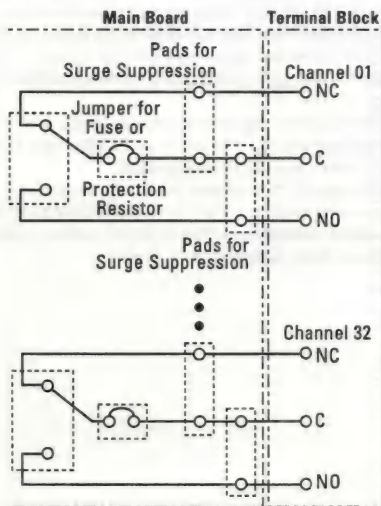 Main Board Terminal Block
Pads for
Surge Suppression
Channel 01
NC
Jumper for
Fuse or
C
Protection
Resistor
NO
Pads for
Surge Suppression
Channel 32
NC
C
NO